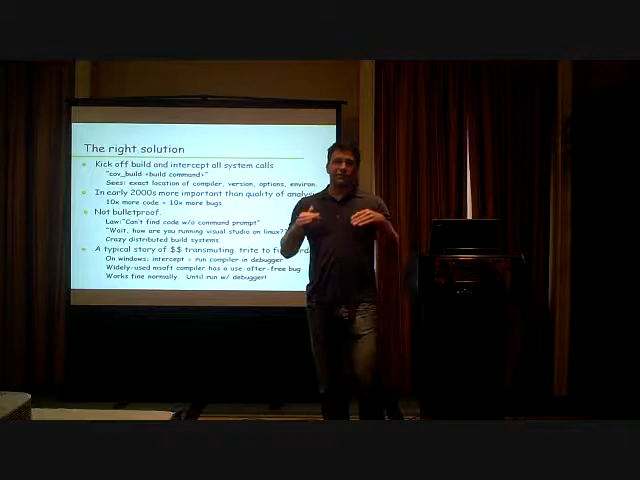 The right solution
Kick off build and intercept all system calls
"cov_build <build command>"
Sees: exact location of compiler, version, options, environ.
In early 2000s more important than quality of analysis
10x more code = 10x more bugs.
Not bulletproof.
Law: "Can't find code w/o command prompt"
"Wait, how are you running visual studio on linux??"
Crazy distributed build systems
A typical story of $$ transmuting trite to
On windows: intercept = run compiler in debugger
Widely-used msoft compiler has a use-after-free bug
Works fine normally. Until run w/ debugger!